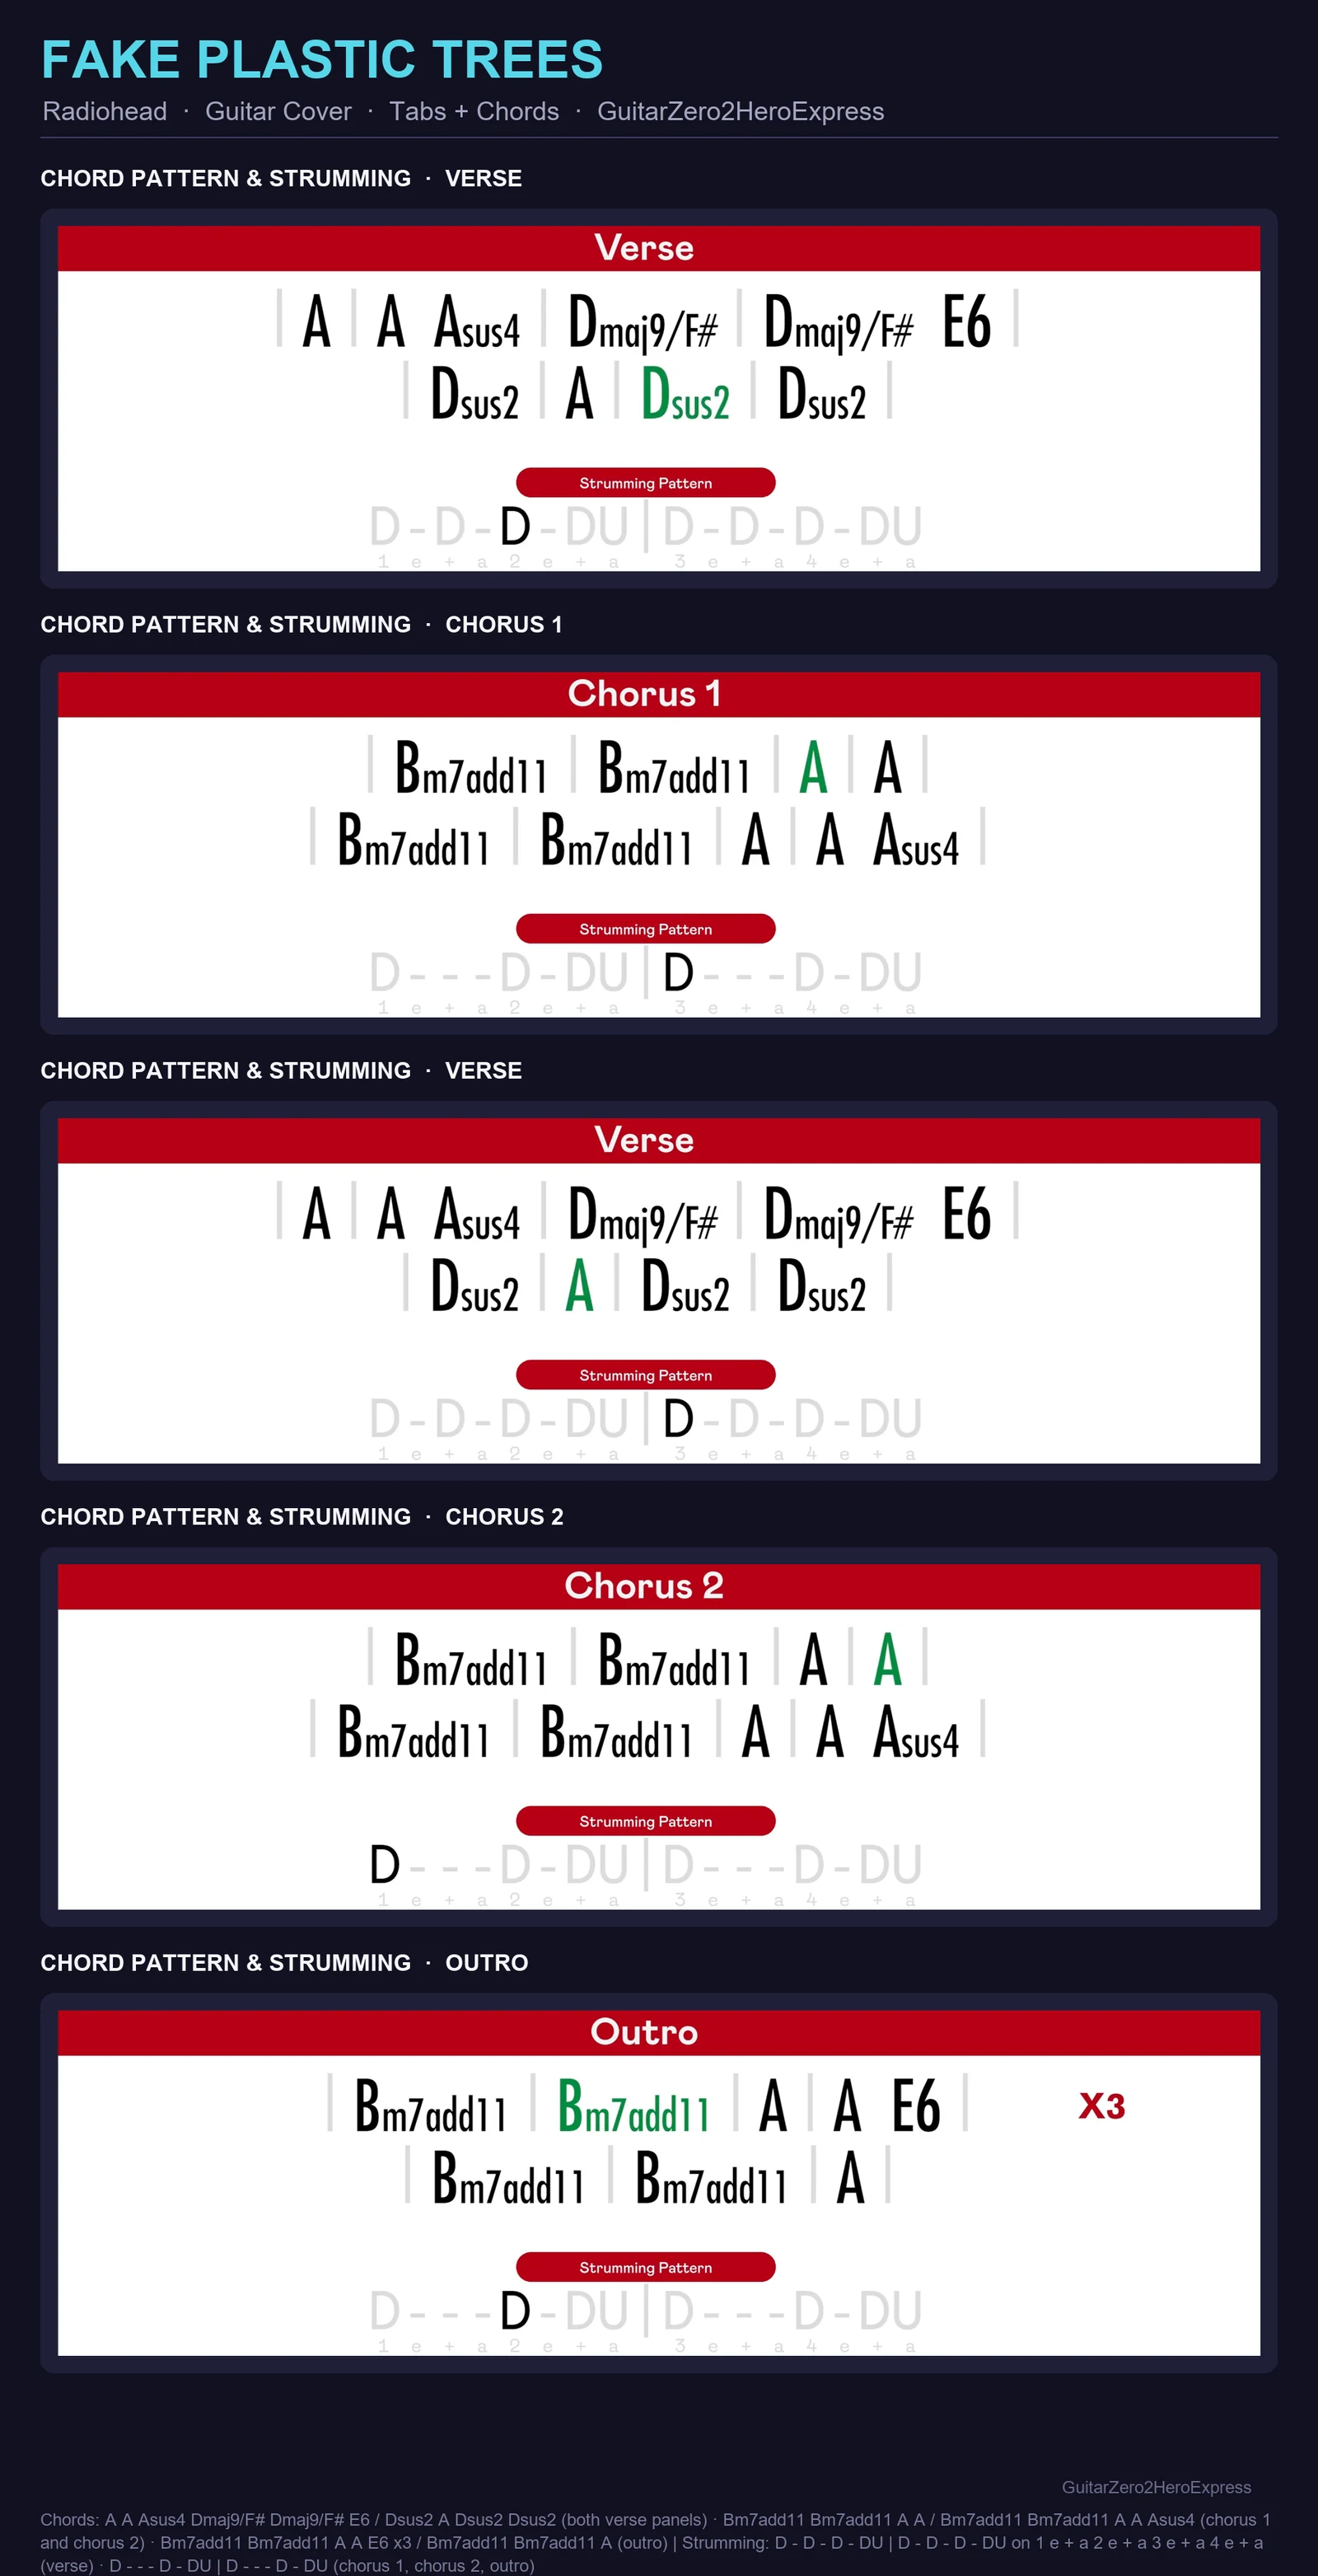 FAKE PLASTIC TREES
Radiohead · Guitar Cover · Tabs + Chords · GuitarZero2HeroExpress
CHORD PATTERN & STRUMMING · VERSE
Verse
| A | A Asus4 | Dmaj9/F# | Dmaj9/F# E6 |
| Dsus2 | A | Dsus2 | Dsus2 |
Strumming Pattern
D-D-D-DU|D-D-D-DU
1 e + a 2 e + a 3 e + a 4 e + a
CHORD PATTERN & STRUMMING · CHORUS 1
Chorus 1
| Bm7add11 | Bm7add11 | A | A |
| Bm7add11 | Bm7add11 | A | A Asus4 |
Strumming Pattern
D---D-DU|D---D-DU
1 e + a 2 e + a 3 e + a 4 e + a
CHORD PATTERN & STRUMMING · VERSE
Verse
| A | A Asus4 | Dmaj9/F# | Dmaj9/F# E6 |
| Dsus2 | A | Dsus2 | Dsus2 |
Strumming Pattern
D-D-D-DU|D-D-D-DU
1 e + a 2 e + a 3 e + a 4 e + a
CHORD PATTERN & STRUMMING · CHORUS 2
Chorus 2
| Bm7add11 | Bm7add11 | A | A |
| Bm7add11 | Bm7add11 | A | A Asus4 |
Strumming Pattern
D---D-DU|D---D-DU
1 e + a 2 e + a 3 e + a 4 e + a
CHORD PATTERN & STRUMMING · OUTRO
Outro
| Bm7add11 | Bm7add11 | A | A E6 | X3
| Bm7add11 | Bm7add11 | A |
Strumming Pattern
D---D-DU|D---D-DU
1 e + a 2 e + a 3 e + a 4 e + a
GuitarZero2HeroExpress
Chords: A A Asus4 Dmaj9/F# Dmaj9/F# E6 / Dsus2 A Dsus2 Dsus2 (both verse panels) · Bm7add11 Bm7add11 A A / Bm7add11 Bm7add11 A A Asus4 (chorus 1
and chorus 2) · Bm7add11 Bm7add11 A A E6 x3 / Bm7add11 Bm7add11 A (outro) | Strumming: D - D - D - DU | D - D - D - DU on 1 e + a 2 e + a 3 e + a 4 e + a
(verse) · D - - - D - DU | D - - - D - DU (chorus 1, chorus 2, outro)